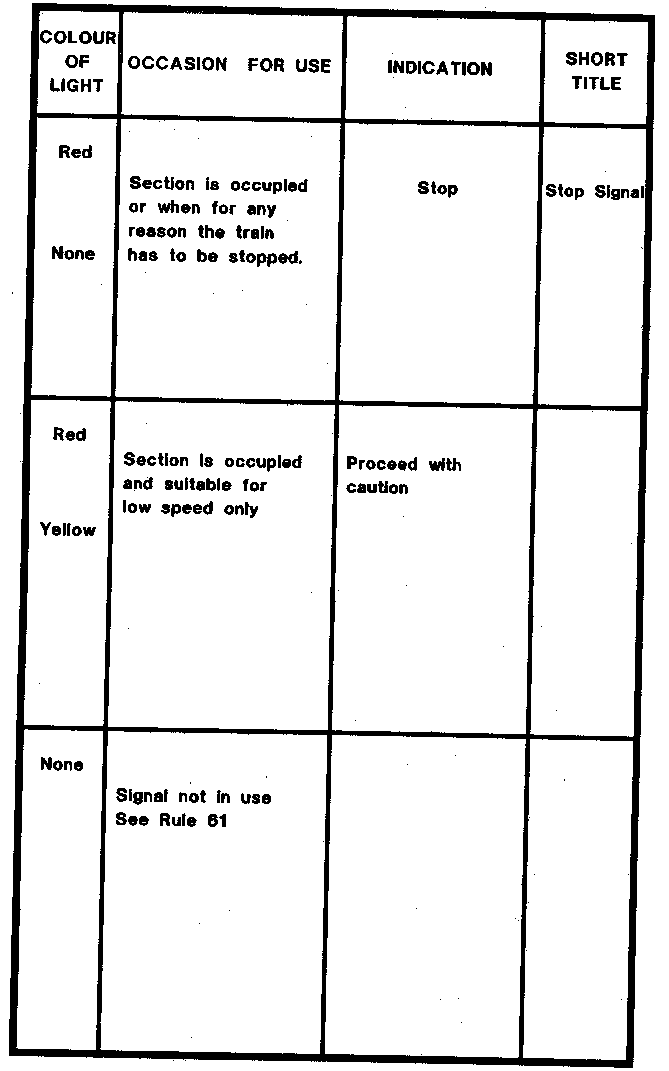 COLOUR
OF
LIGHT
OCCASION FOR USE
INDICATION
SHORT
TITLE
Red
None
Section is occupied
or when for any
reason the train
has to be stopped.
Stop
Stop Signal
Red
Yellow
Section is occupied
and suitable for
low speed only
Proceed with
caution
None
Signal not in use
See Rule 61